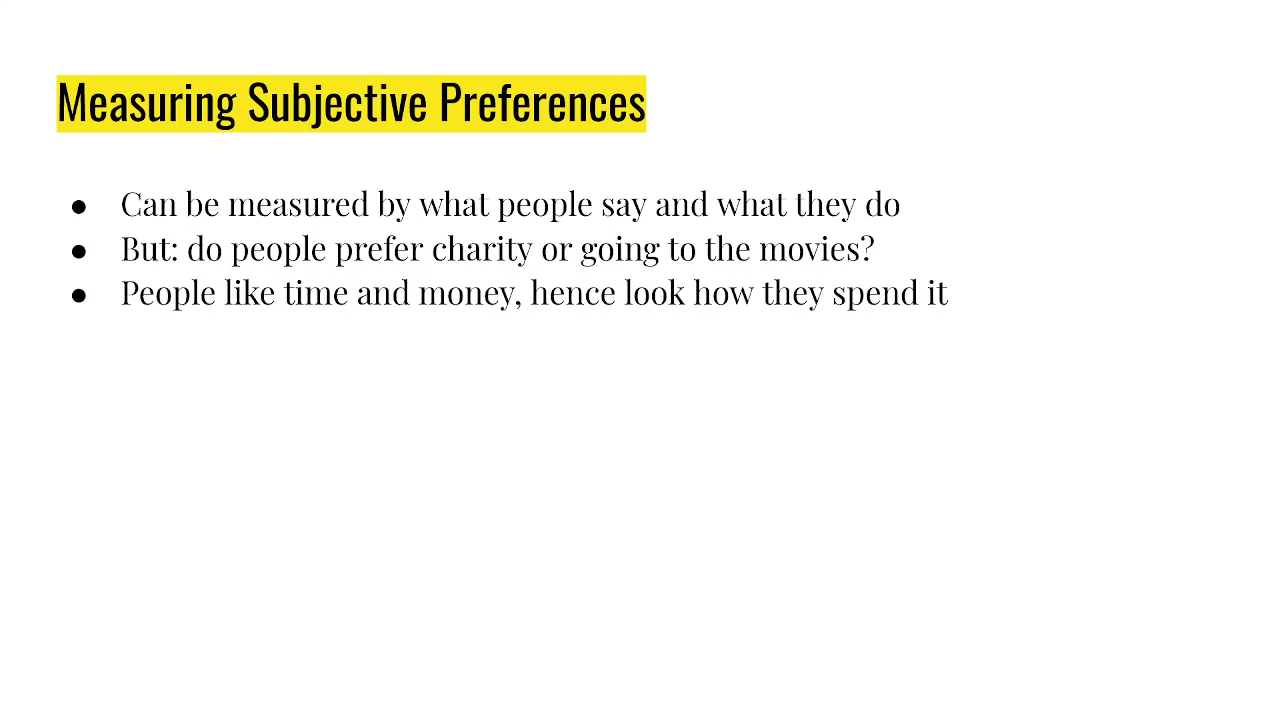 Measuring Subjective Preferences
● Can be measured by what people say and what they do
● But: do people prefer charity or going to the movies?
● People like time and money, hence look how they spend it